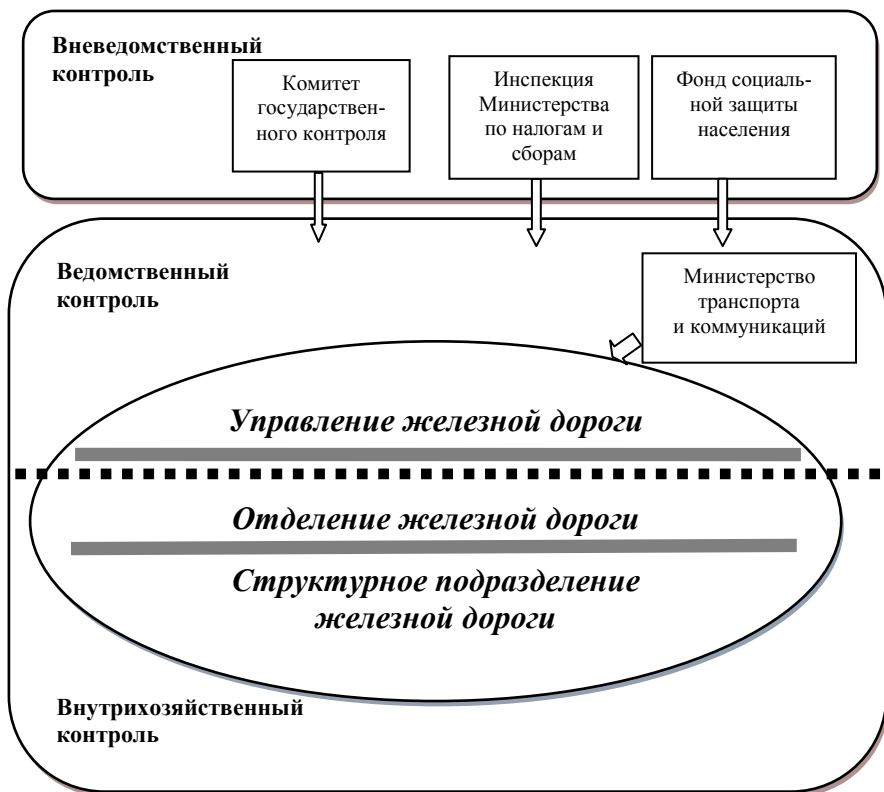 Вневедомственный
контроль
Комитет
государствен-
ного контроля
Инспекция
Министерства
по налогам и
сборам
Фонд социаль-
ной защиты
населения
Ведомственный
контроль
Министерство
транспорта
и коммуникаций
Управление железной дороги
Отделение железной дороги
Структурное подразделение
железной дороги
Внутрихозяйственный
контроль